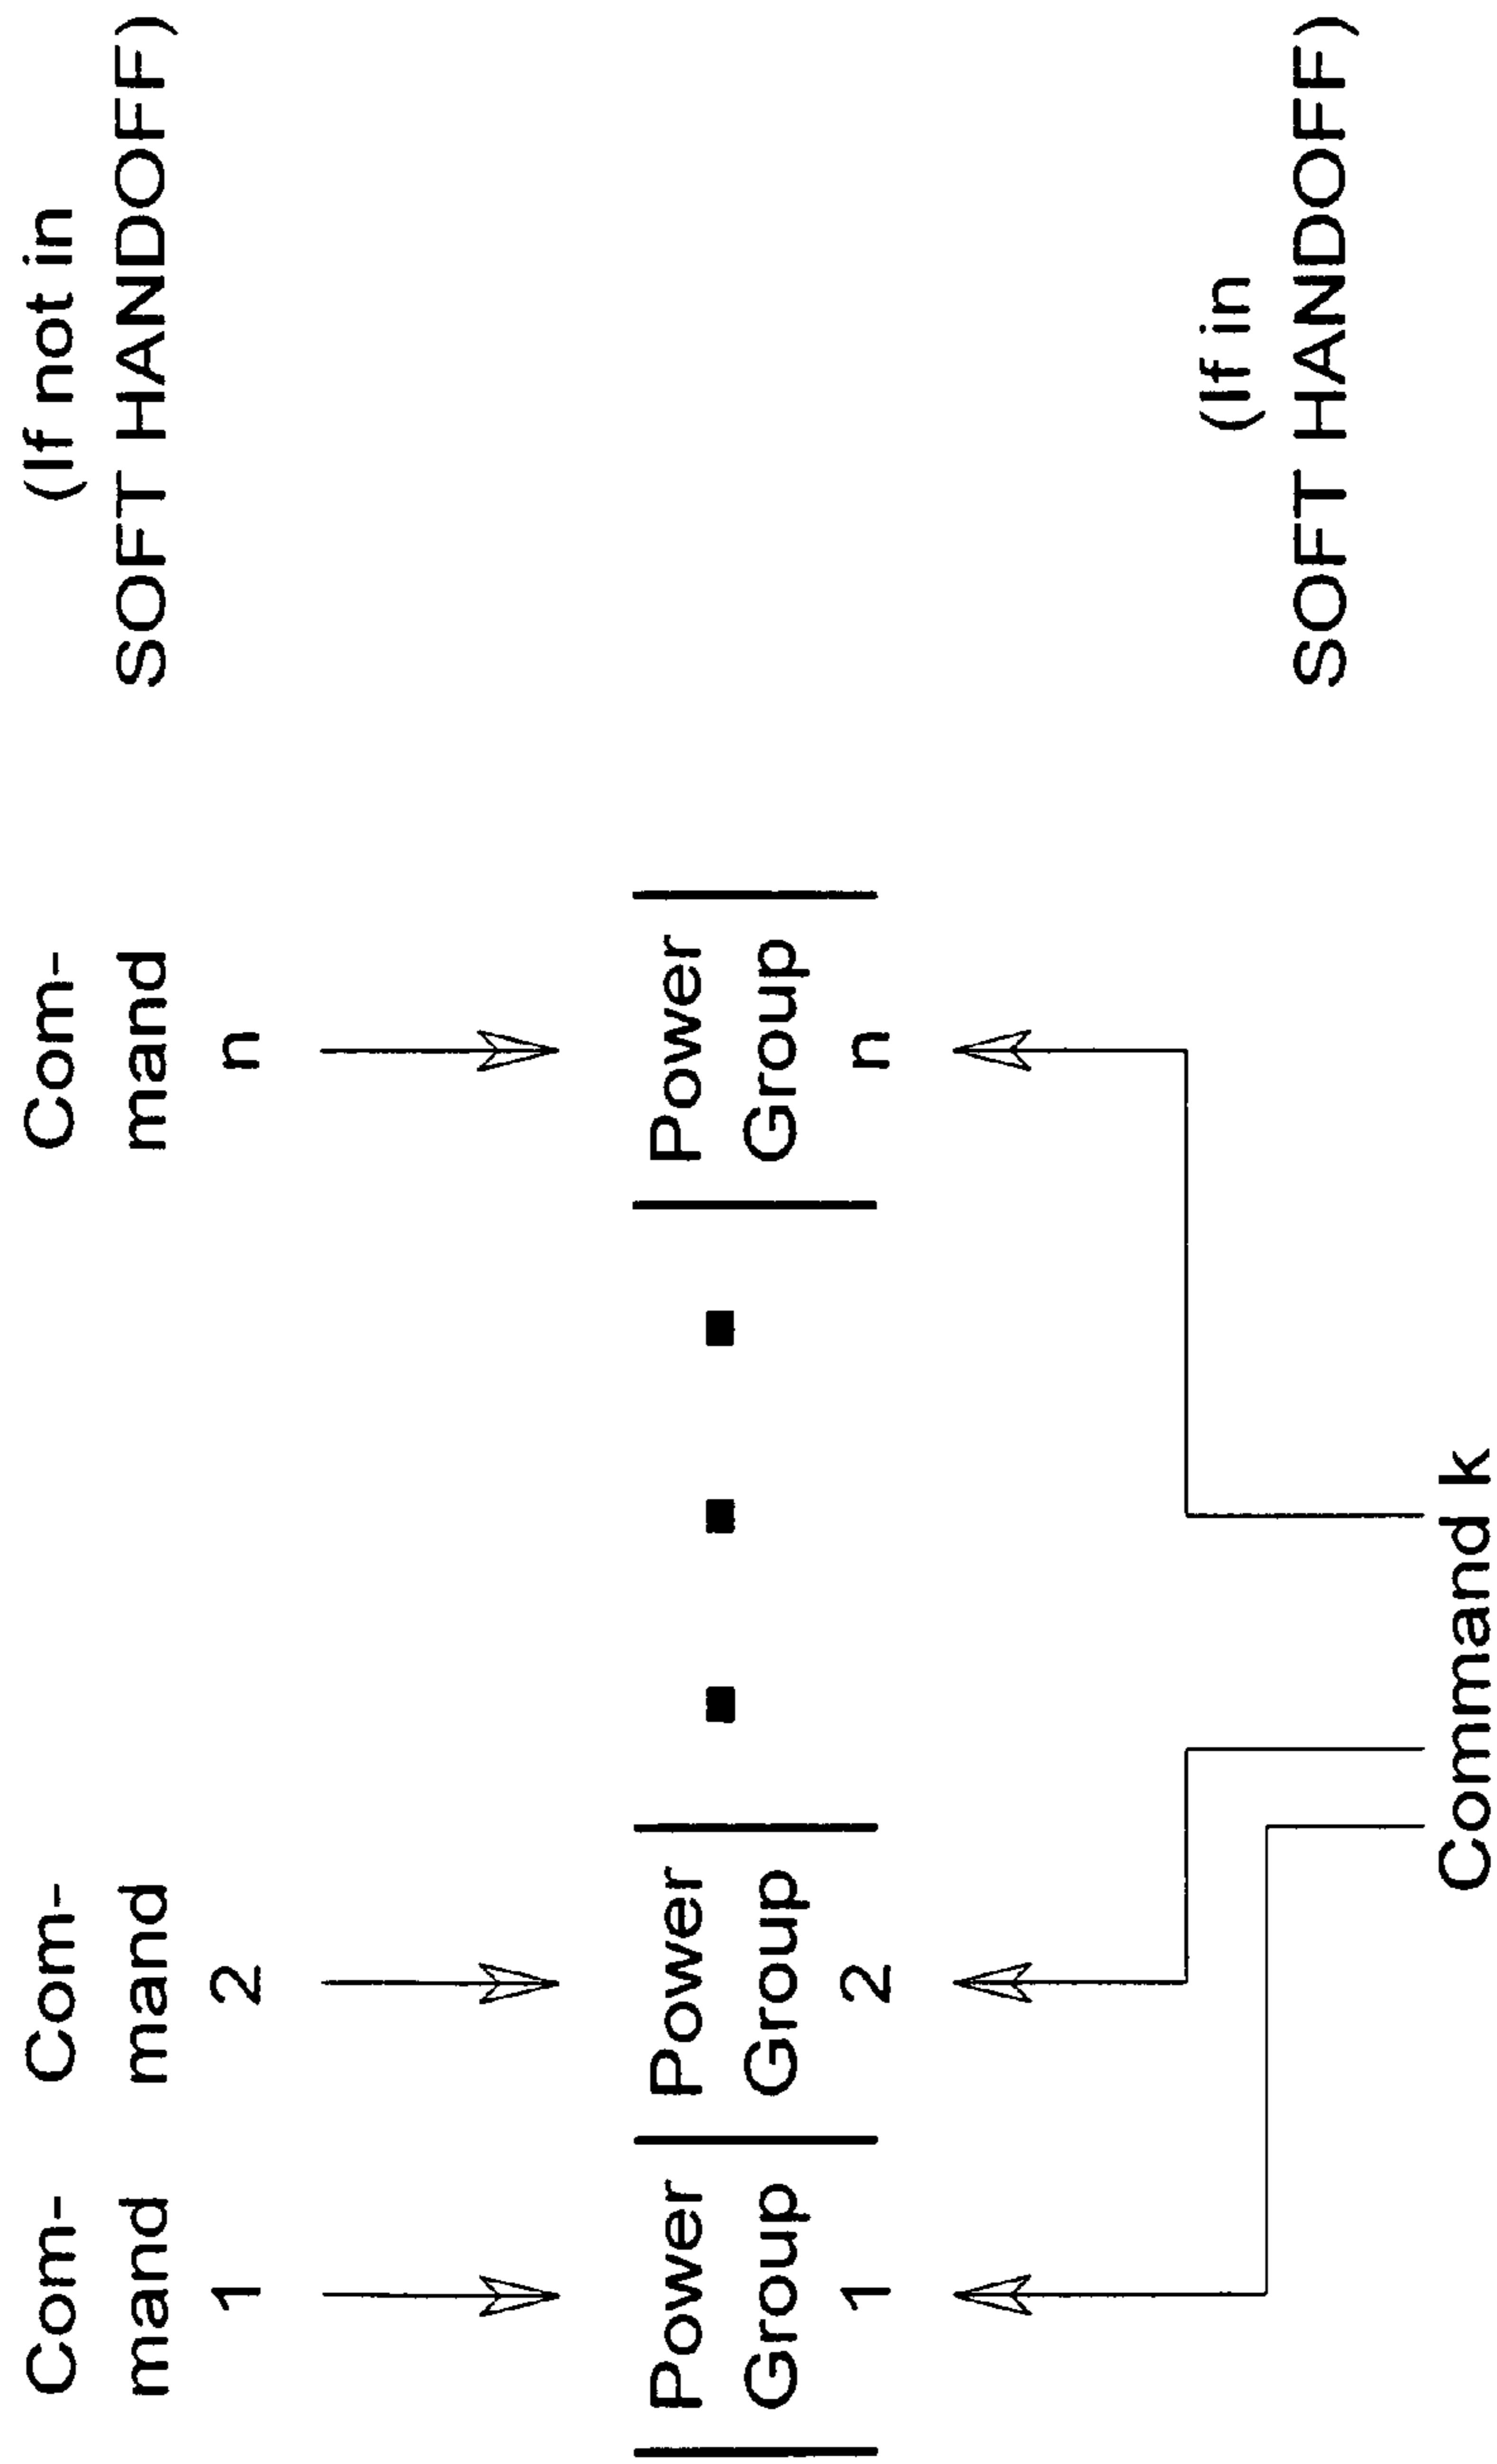 Com-
mand
1
Com-
mand
2
Com-
mand
n
(If not in
SOFT HANDOFF)
Power
Group
1
Power
Group
2
Power
Group
n
(If in
SOFT HANDOFF)
Command k